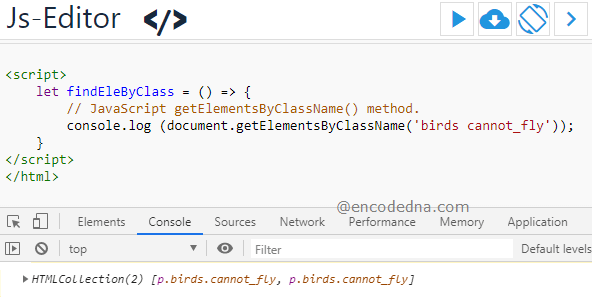 Js-Editor </>
<script>
let findEleByClass = () => {
// JavaScript getElementsByClassName() method.
console.log (document.getElementsByClassName('birds cannot_fly'));
}
</script>
</html>
@encodedna.com
Elements Console Sources Network Performance Memory Application
top Filter Default levels
HTMLCollection(2) [p.birds.cannot_fly, p.birds.cannot_fly]